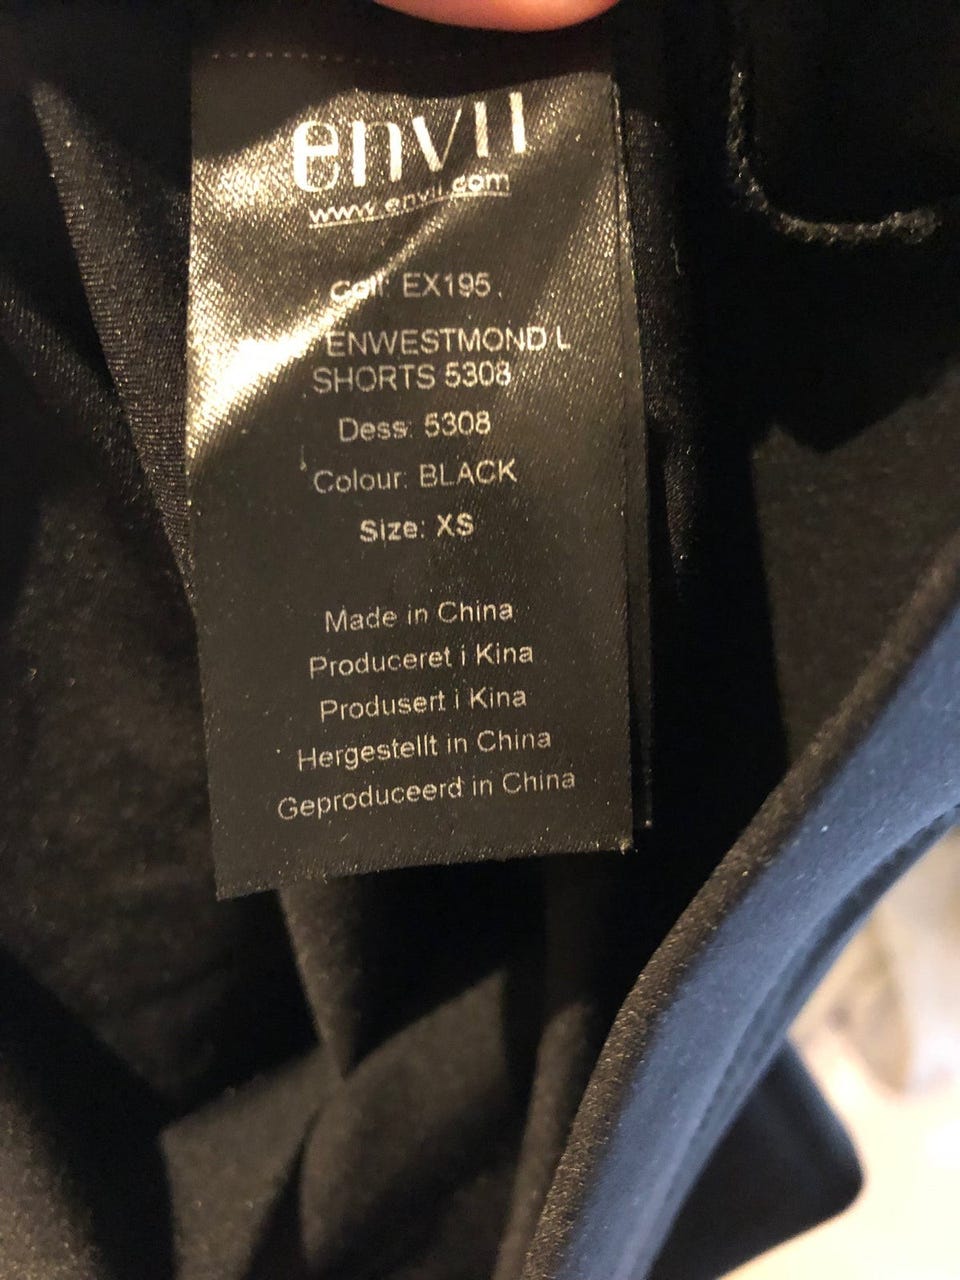 envii
www.envii.com
Coll: EX195
ENWESTMOND L
SHORTS 5308
Dess: 5308
Colour: BLACK
Size: XS
Made in China
Produceret i Kina
Produsert i Kina
Hergestellt in China
Geproduceerd in China